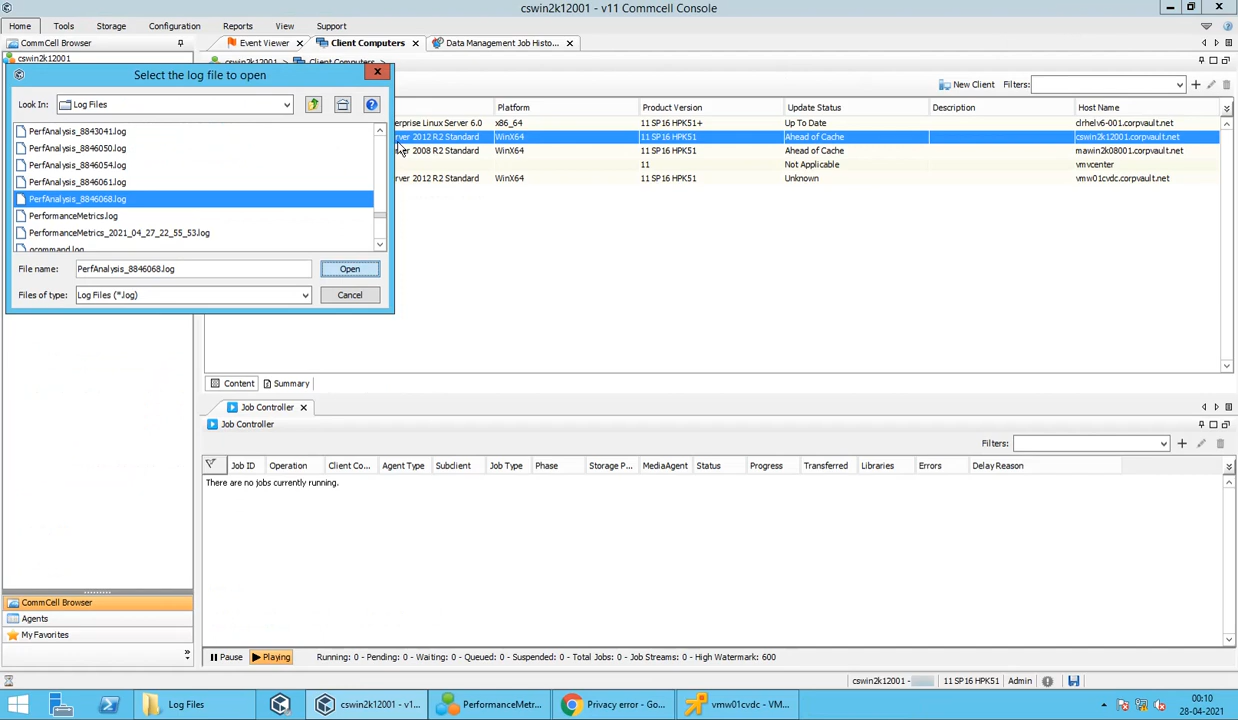 cswin2k12001 - v11 Commcell Console
Home Tools Storage Configuration Reports View Support
CommCell Browser
Event Viewer Client Computers Data Management Job Histo...
cswin2k12001
cswin2k12001 > Client Computers >
Select the log file to open
New Client Filters:
Look In: Log Files
Platform Product Version Update Status Description Host Name
erprise Linux Server 6.0 x86_64 11 SP16 HPK51+ Up To Date clrhelv6-001.corpvault.net
rver 2012 R2 Standard WinX64 11 SP16 HPK51 Ahead of Cache cswin2k12001.corpvault.net
rver 2008 R2 Standard WinX64 11 SP16 HPK51 Ahead of Cache mawin2k08001.corpvault.net
11 Not Applicable vmvcenter
rver 2012 R2 Standard WinX64 11 SP16 HPK51 Unknown vmw01cvdc.corpvault.net
PerfAnalysis_8843041.log
PerfAnalysis_8846050.log
PerfAnalysis_8846054.log
PerfAnalysis_8846061.log
PerfAnalysis_8846068.log
PerformanceMetrics.log
PerformanceMetrics_2021_04_27_22_55_53.log
qcommand.log
File name: PerfAnalysis_8846068.log Open
Files of type: Log Files (*.log) Cancel
Content Summary
Job Controller
Job Controller
Filters:
Job ID Operation Client Co... Agent Type Subclient Job Type Phase Storage P... MediaAgent Status Progress Transferred Libraries Errors Delay Reason
There are no jobs currently running.
CommCell Browser
Agents
My Favorites
Pause Playing Running: 0 - Pending: 0 - Waiting: 0 - Queued: 0 - Suspended: 0 - Total Jobs: 0 - Job Streams: 0 - High Watermark: 600
cswin2k12001 - 11 SP16 HPK51 Admin
Log Files cswin2k12001 - v1... PerformanceMetr... Privacy error - Go... vmw01cvdc - VM...
00:10
28-04-2021